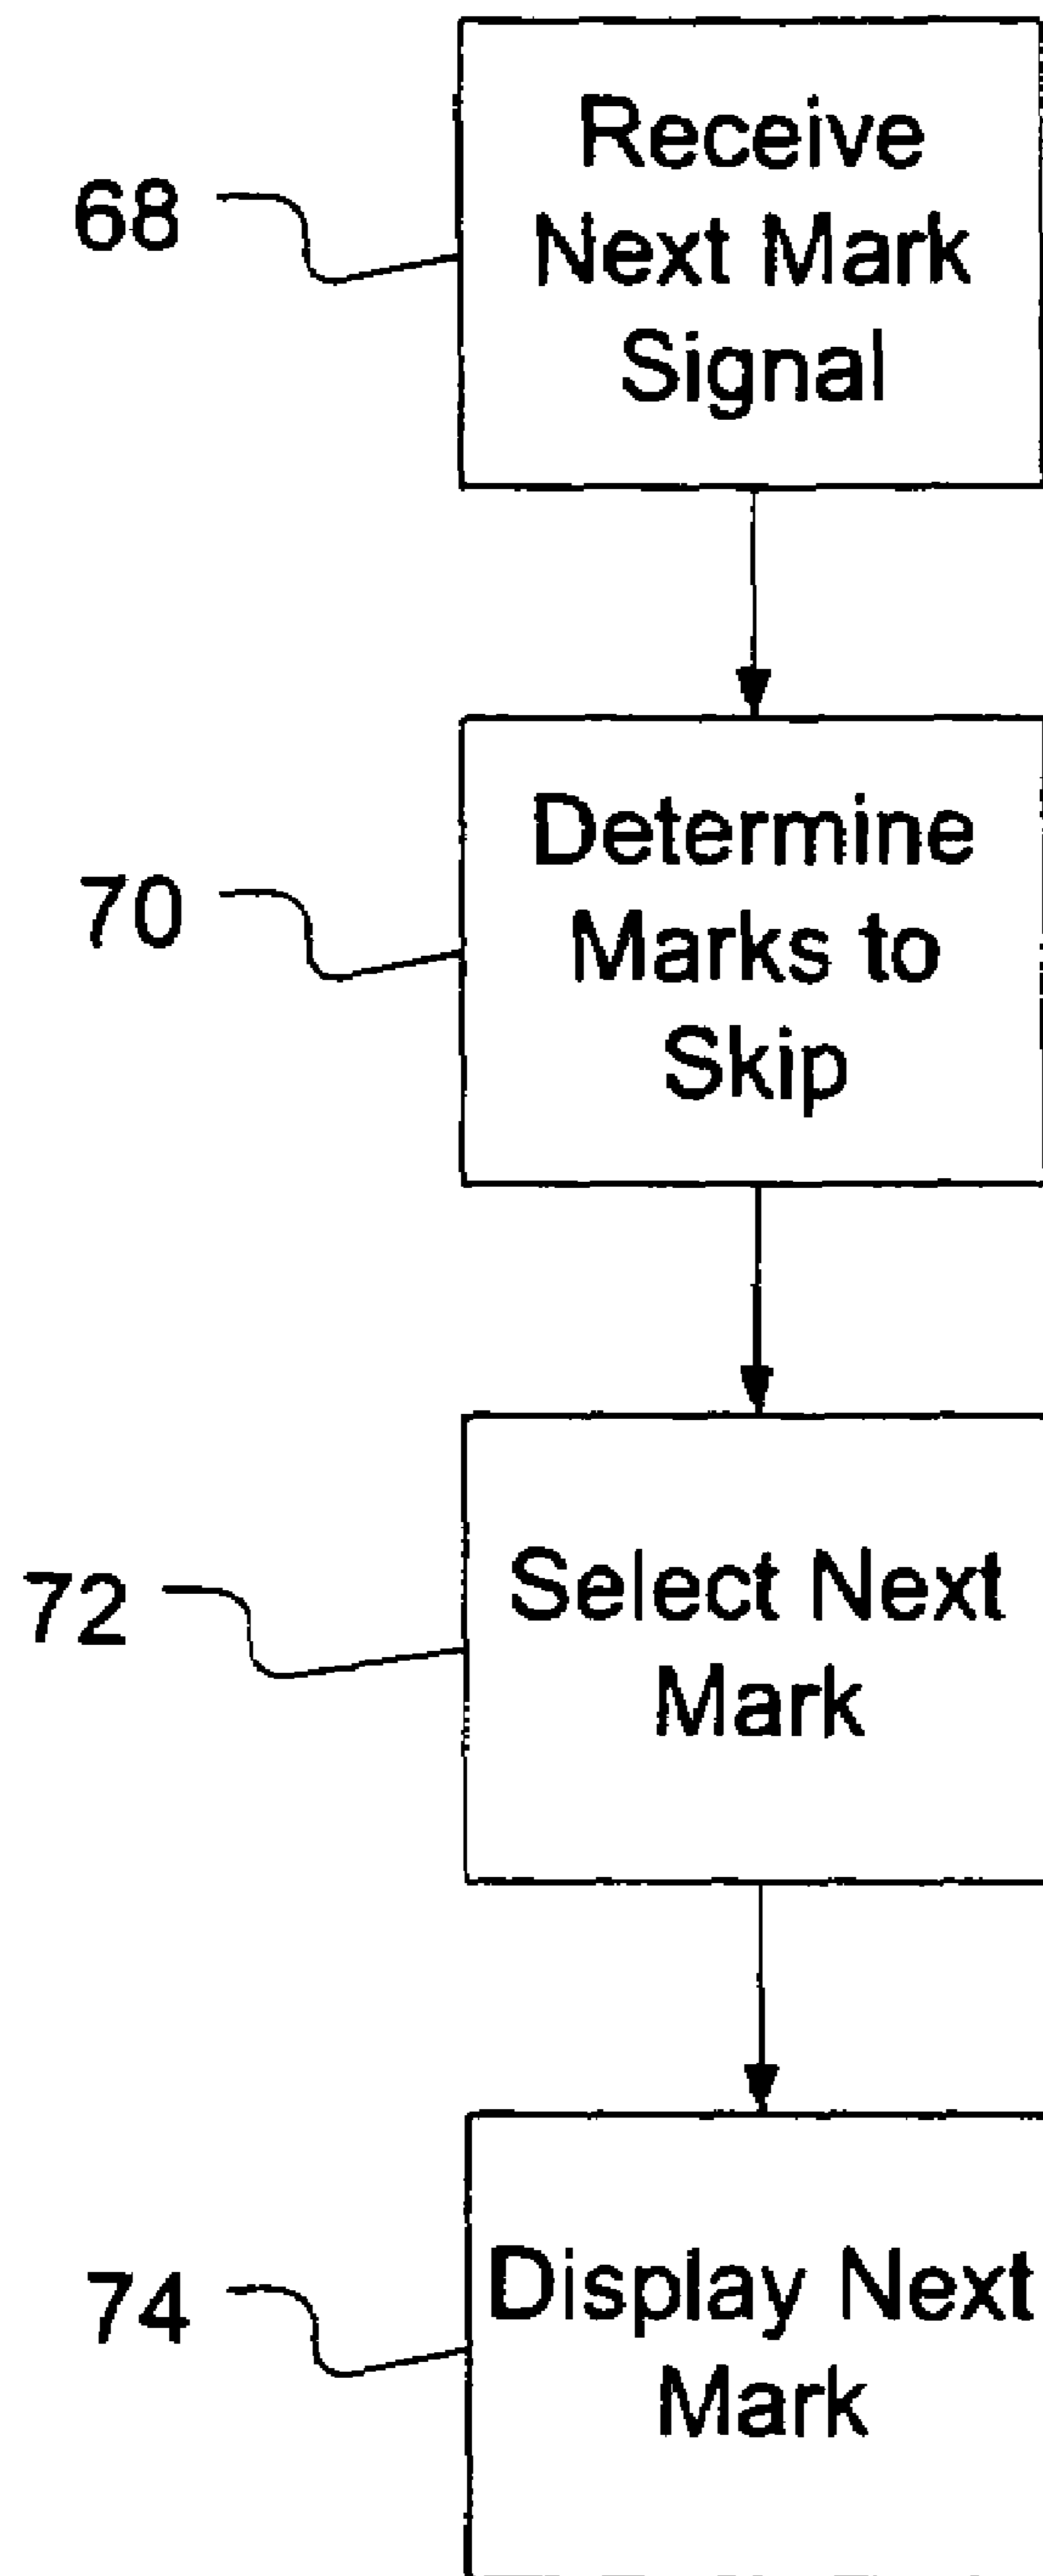 68
Receive
Next Mark
Signal
70
Determine
Marks to
Skip
72
Select Next
Mark
74
Display Next
Mark